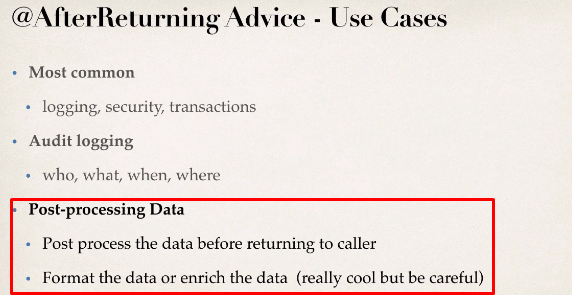 @AfterReturning Advice - Use Cases
• Most common
• logging, security, transactions
• Audit logging
• who, what, when, where
• Post-processing Data
• Post process the data before returning to caller
• Format the data or enrich the data (really cool but be careful)